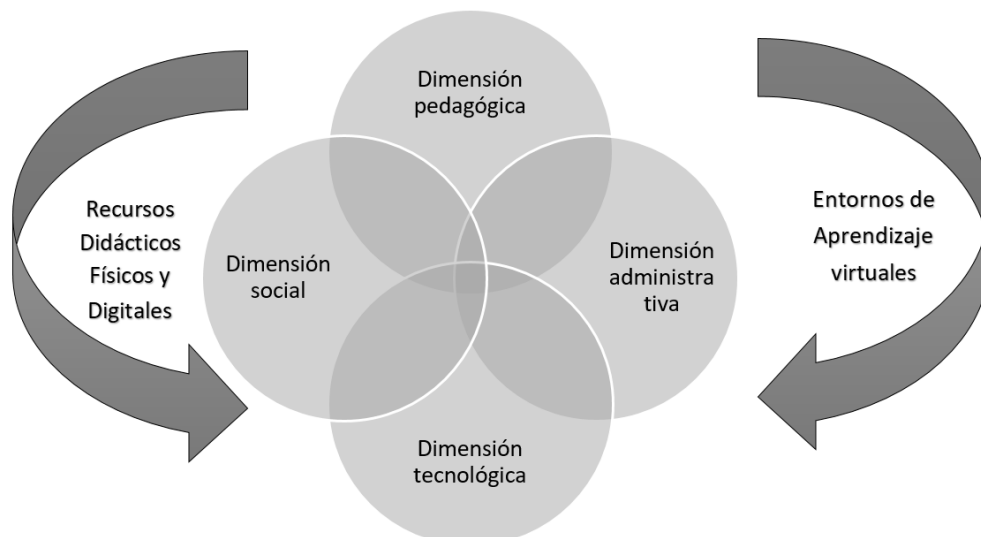 Dimensión
pedagógica
Recursos
Didácticos
Físicos y
Digitales
Dimensión
social
Dimensión
administra
tiva
Entornos de
Aprendizaje
virtuales
Dimensión
tecnológica